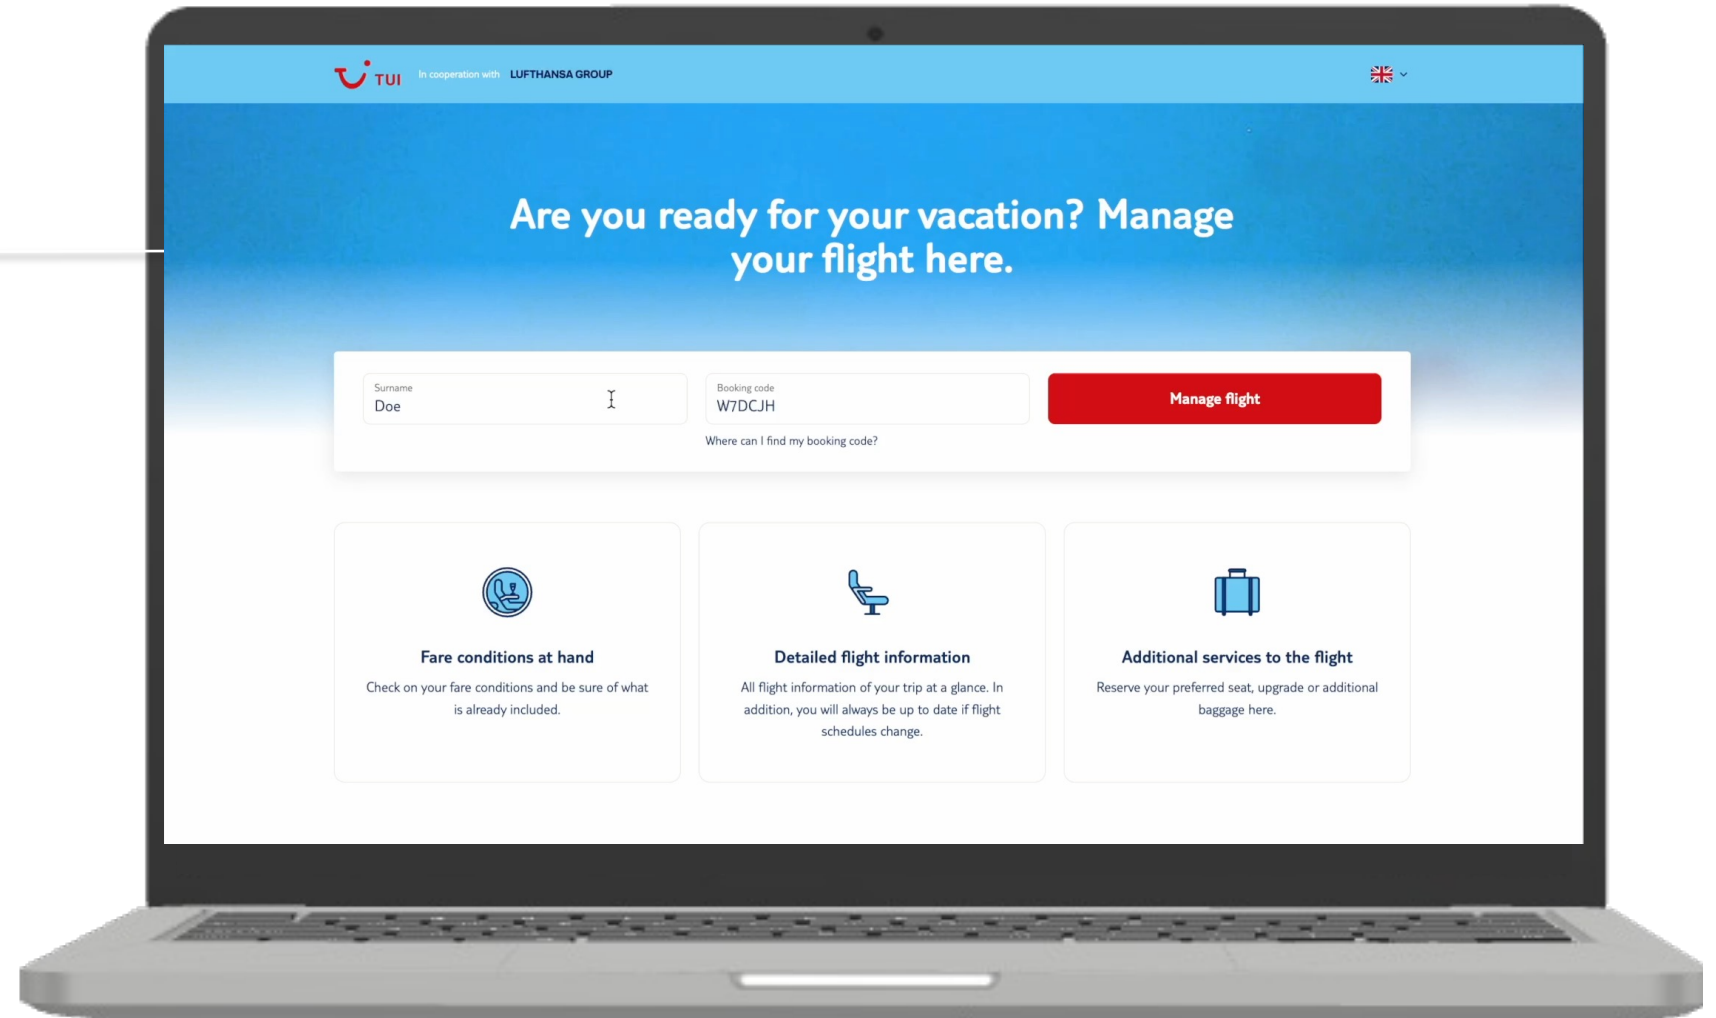 TUI In cooperation with LUFTHANSA GROUP
Are you ready for your vacation? Manage
your flight here.
Surname
Doe
Booking code
W7DCJH
Manage flight
Where can I find my booking code?
Fare conditions at hand
Check on your fare conditions and be sure of what
is already included.
Detailed flight information
All flight information of your trip at a glance. In
addition, you will always be up to date if flight
schedules change.
Additional services to the flight
Reserve your preferred seat, upgrade or additional
baggage here.